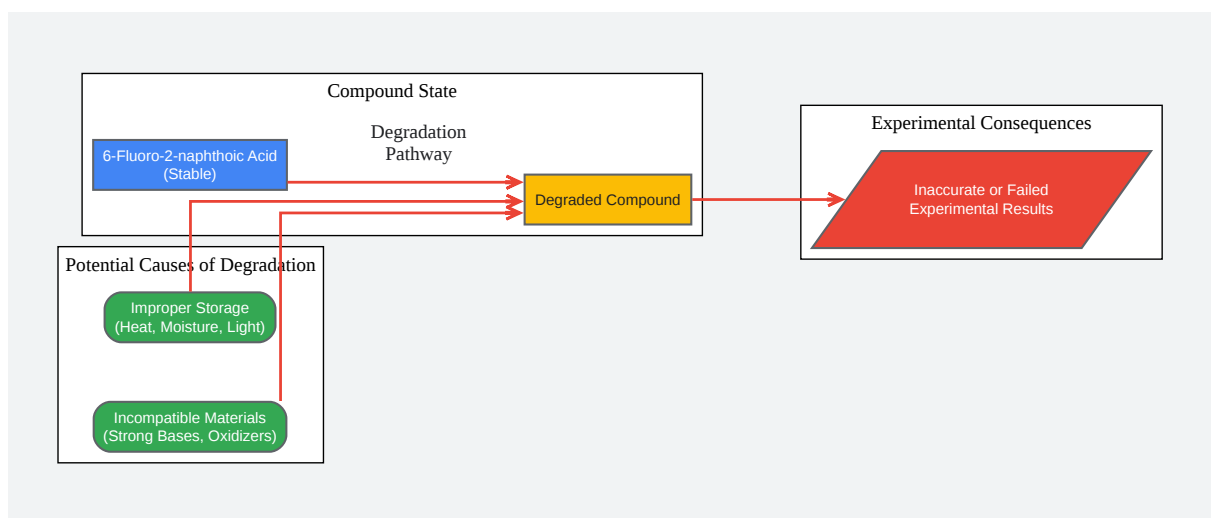 Compound State
Degradation
Pathway
6-Fluoro-2-naphthoic Acid
(Stable)
Degraded Compound
Experimental Consequences
Inaccurate or Failed
Experimental Results
Potential Causes of Degradation
Improper Storage
(Heat, Moisture, Light)
Incompatible Materials
(Strong Bases, Oxidizers)